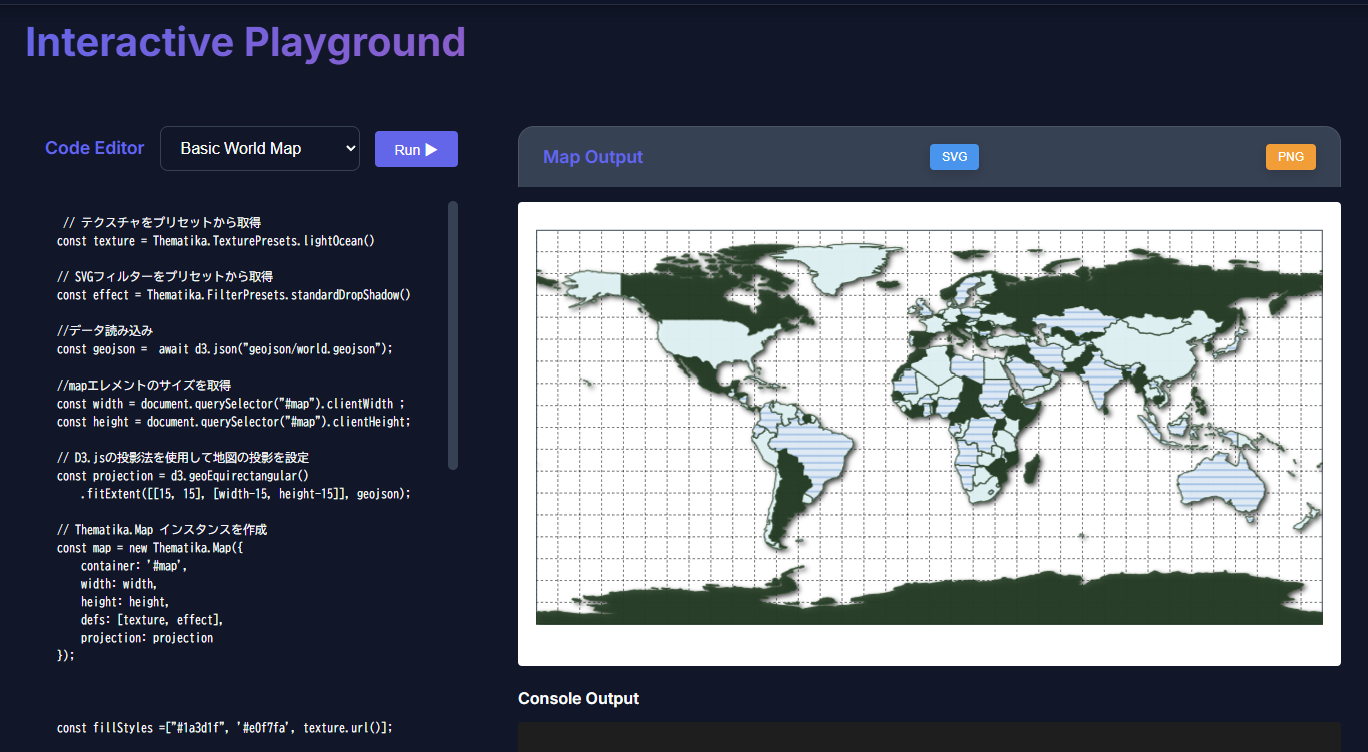 Interactive Playground
Code Editor
Basic World Map
Run ▶
// テクスチャをプリセットから取得
const texture = Thematika.TexturePresets.lightOcean()
// SVGフィルターをプリセットから取得
const effect = Thematika.FilterPresets.standardDropShadow()
//データ読み込み
const geojson =  await d3.json("geojson/world.geojson");
//mapエレメントのサイズを取得
const width = document.querySelector("#map").clientWidth ;
const height = document.querySelector("#map").clientHeight;
// D3.jsの投影法を使用して地図の投影を設定
const projection = d3.geoEquirectangular()
.fitExtent([[15, 15], [width-15, height-15]], geojson);
// Thematika.Map インスタンスを作成
const map = new Thematika.Map({
container: '#map',
width: width,
height: height,
defs: [texture, effect],
projection: projection
});
const fillStyles =["#1a3d1f", '#e0f7fa', texture.url()];
Map Output
SVG
PNG
Console Output